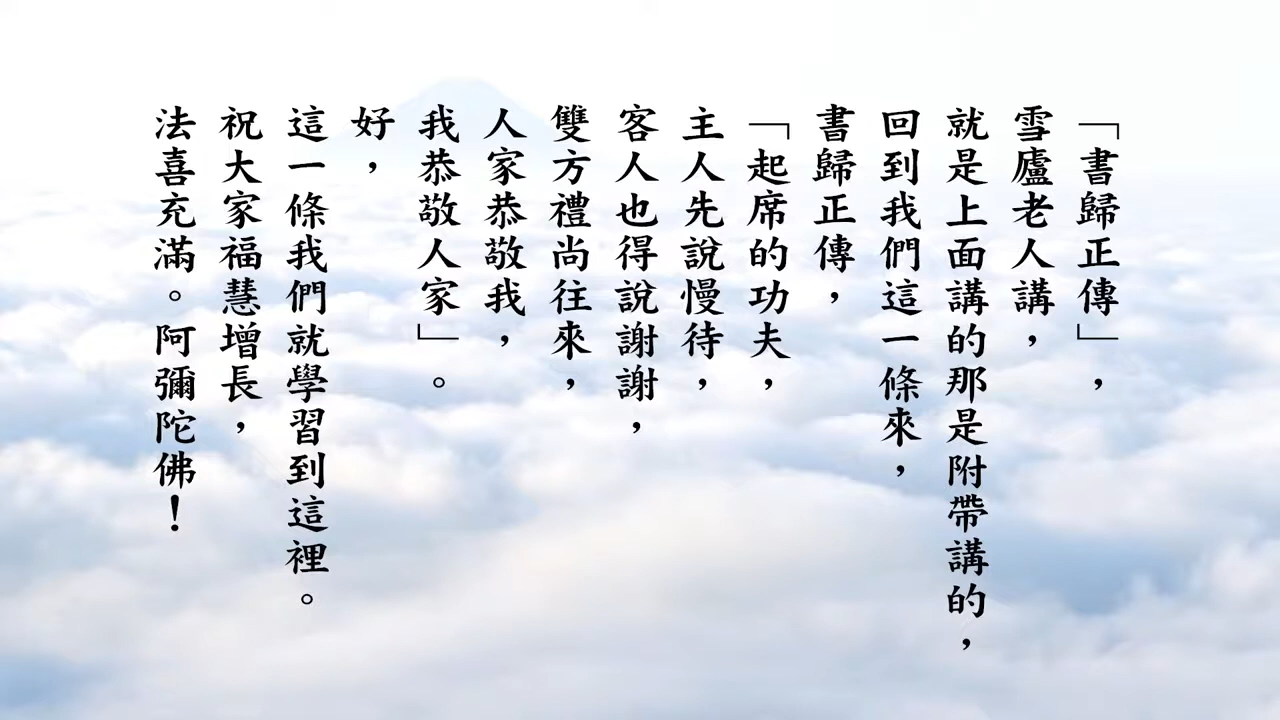 「書歸正傳」，
雪廬老人講，
就是上面講的那是附帶講的，
回到我們這一條來，
書歸正傳，
「起席的功夫，
主人先說慢待，
客人也得說謝謝，
雙方禮尚往來，
人家恭敬我，
我恭敬人家」。
好，
這一條我們就學習到這裡。
祝大家福慧增長，
法喜充滿。阿彌陀佛！